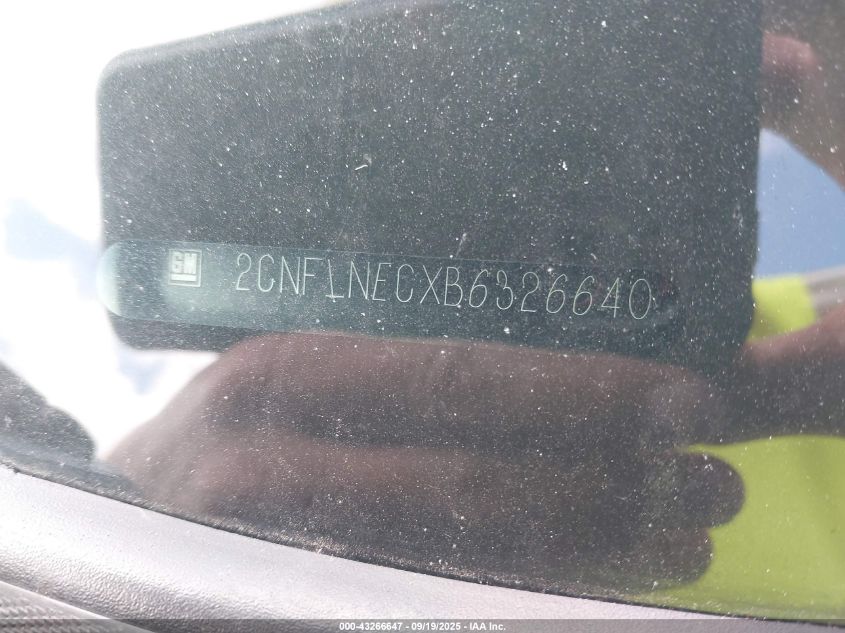 GM 2CNFLNECXB6326640
000-43266647 - 09/19/2025 - IAA Inc.